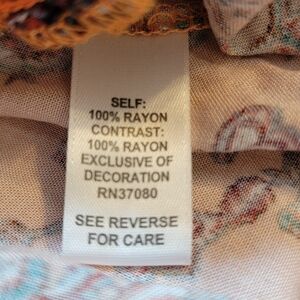 SELF:
100% RAYON
CONTRAST:
100% RAYON
EXCLUSIVE OF
DECORATION
RN37080
SEE REVERSE
FOR CARE